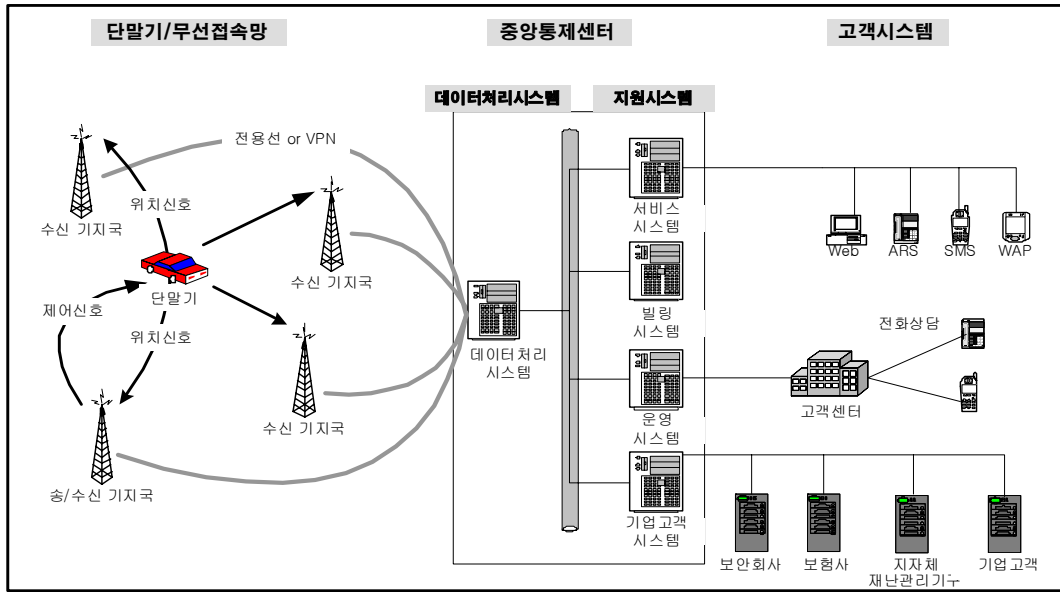 단말기/무선접속망
중앙통제센터
고객시스템
데이터처리시스템
지원시스템
전용선 or VPN
위치신호
수신 기지국
수신 기지국
단말기
제어신호
위치신호
수신 기지국
송/수신 기지국
데이터처리
시스템
서비스
시스템
빌링
시스템
운영
시스템
기업고객
시스템
Web
ARS
SMS
WAP
전화상담
고객센터
보안회사
보험사
지자체
기업고객